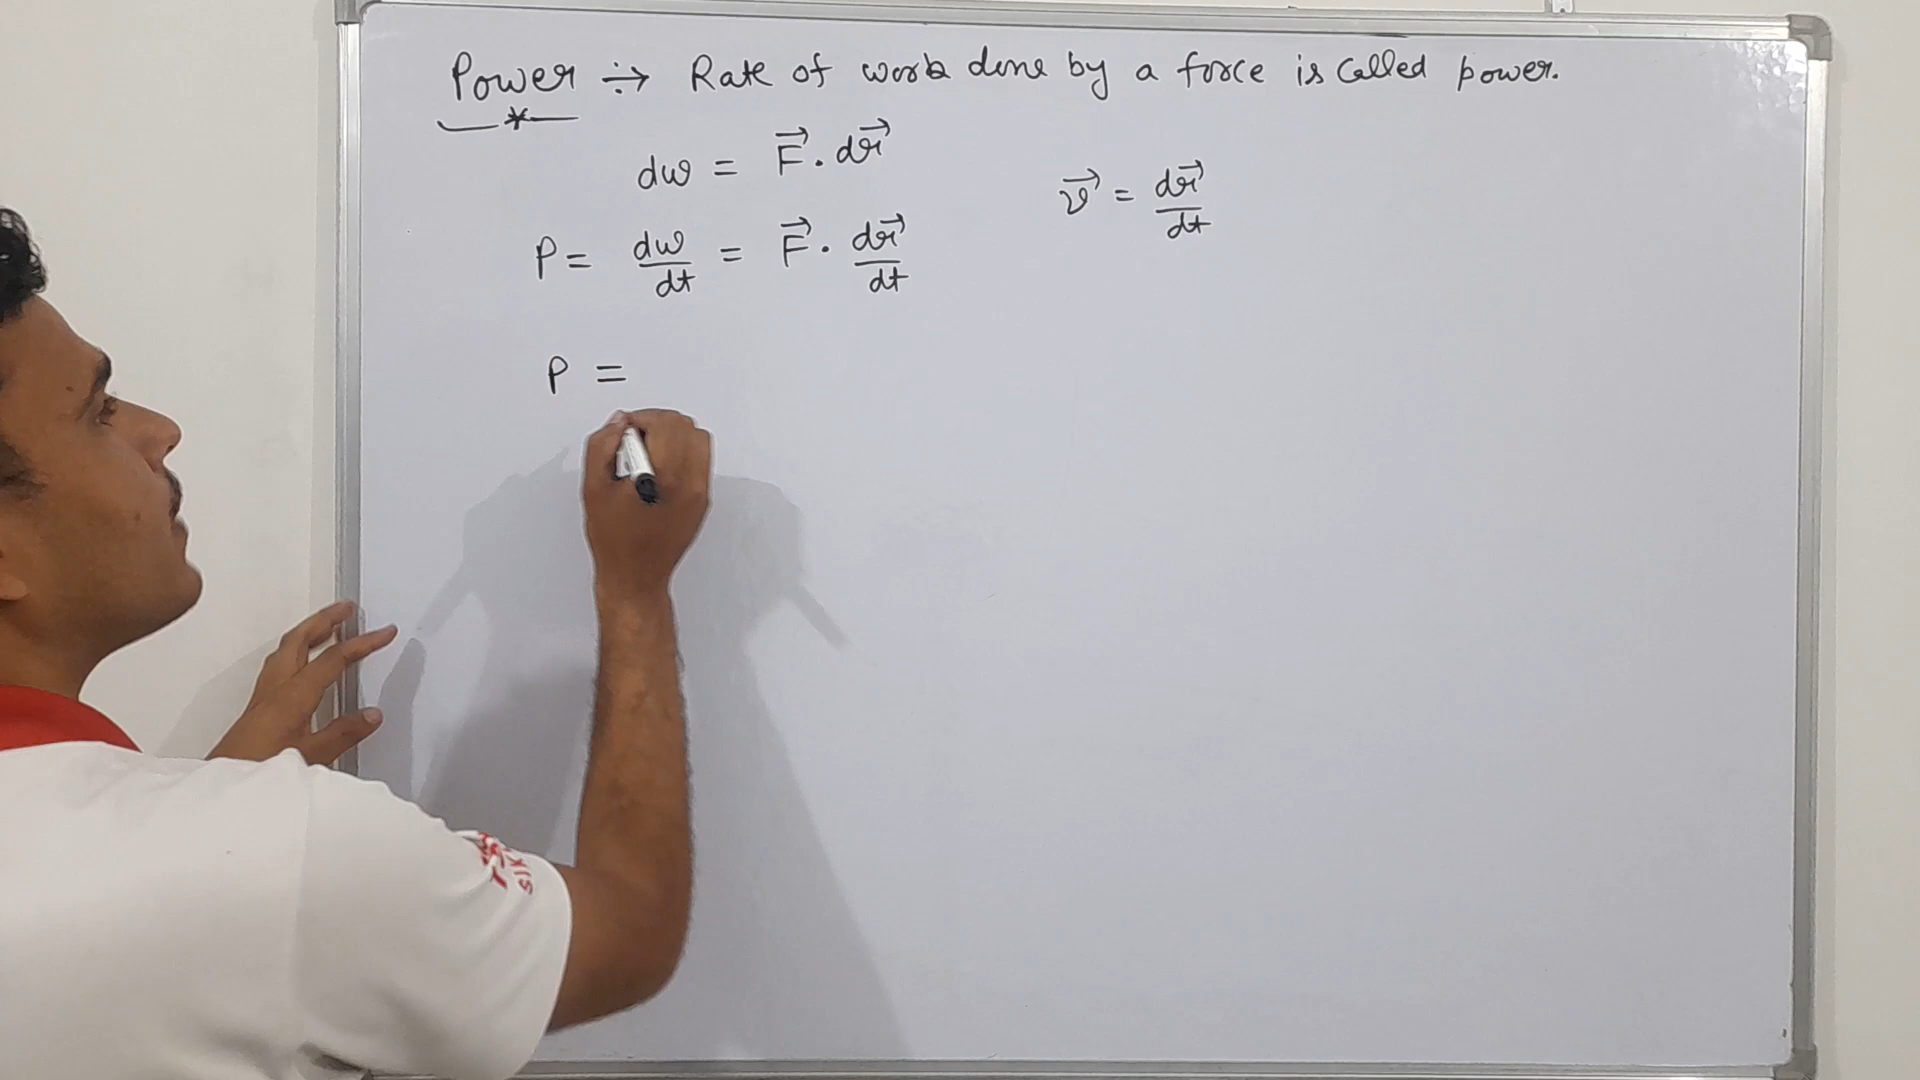 Power ÷→ Rate of work done by a force is called power.
dw = F⃗ . dr⃗
v⃗ = dr⃗/dt
P = dw/dt = F⃗ . dr⃗/dt
P =